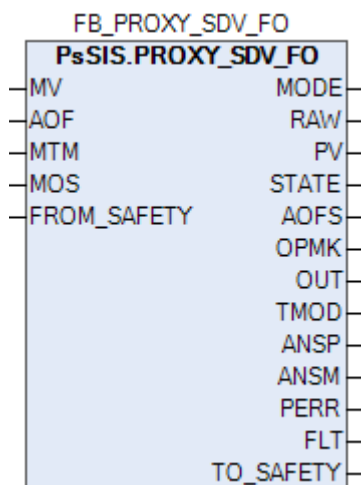 FB_PROXY_SDV_FO
PsSIS.PROXY_SDV_FO
MV MODE
AOF RAW
MTM PV
MOS STATE
FROM_SAFETY AOFS
OPMK
OUT
TMOD
ANSP
ANSM
PERR
FLT
TO_SAFETY